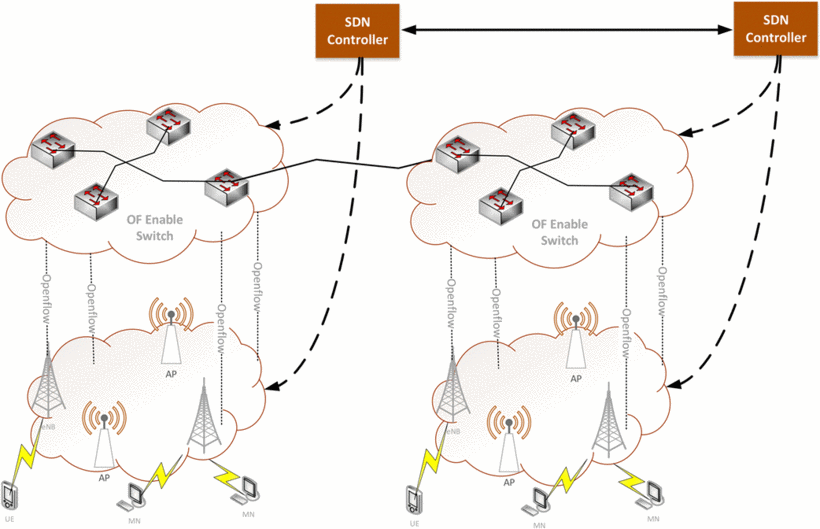 SDN
Controller
SDN
Controller
OF Enable
Switch
OF Enable
Switch
Openflow
Openflow
Openflow
Openflow
Openflow
Openflow
Openflow
Openflow
AP
AP
eNB
eNB
AP
AP
UE
MN
MN
UE
MN
MN